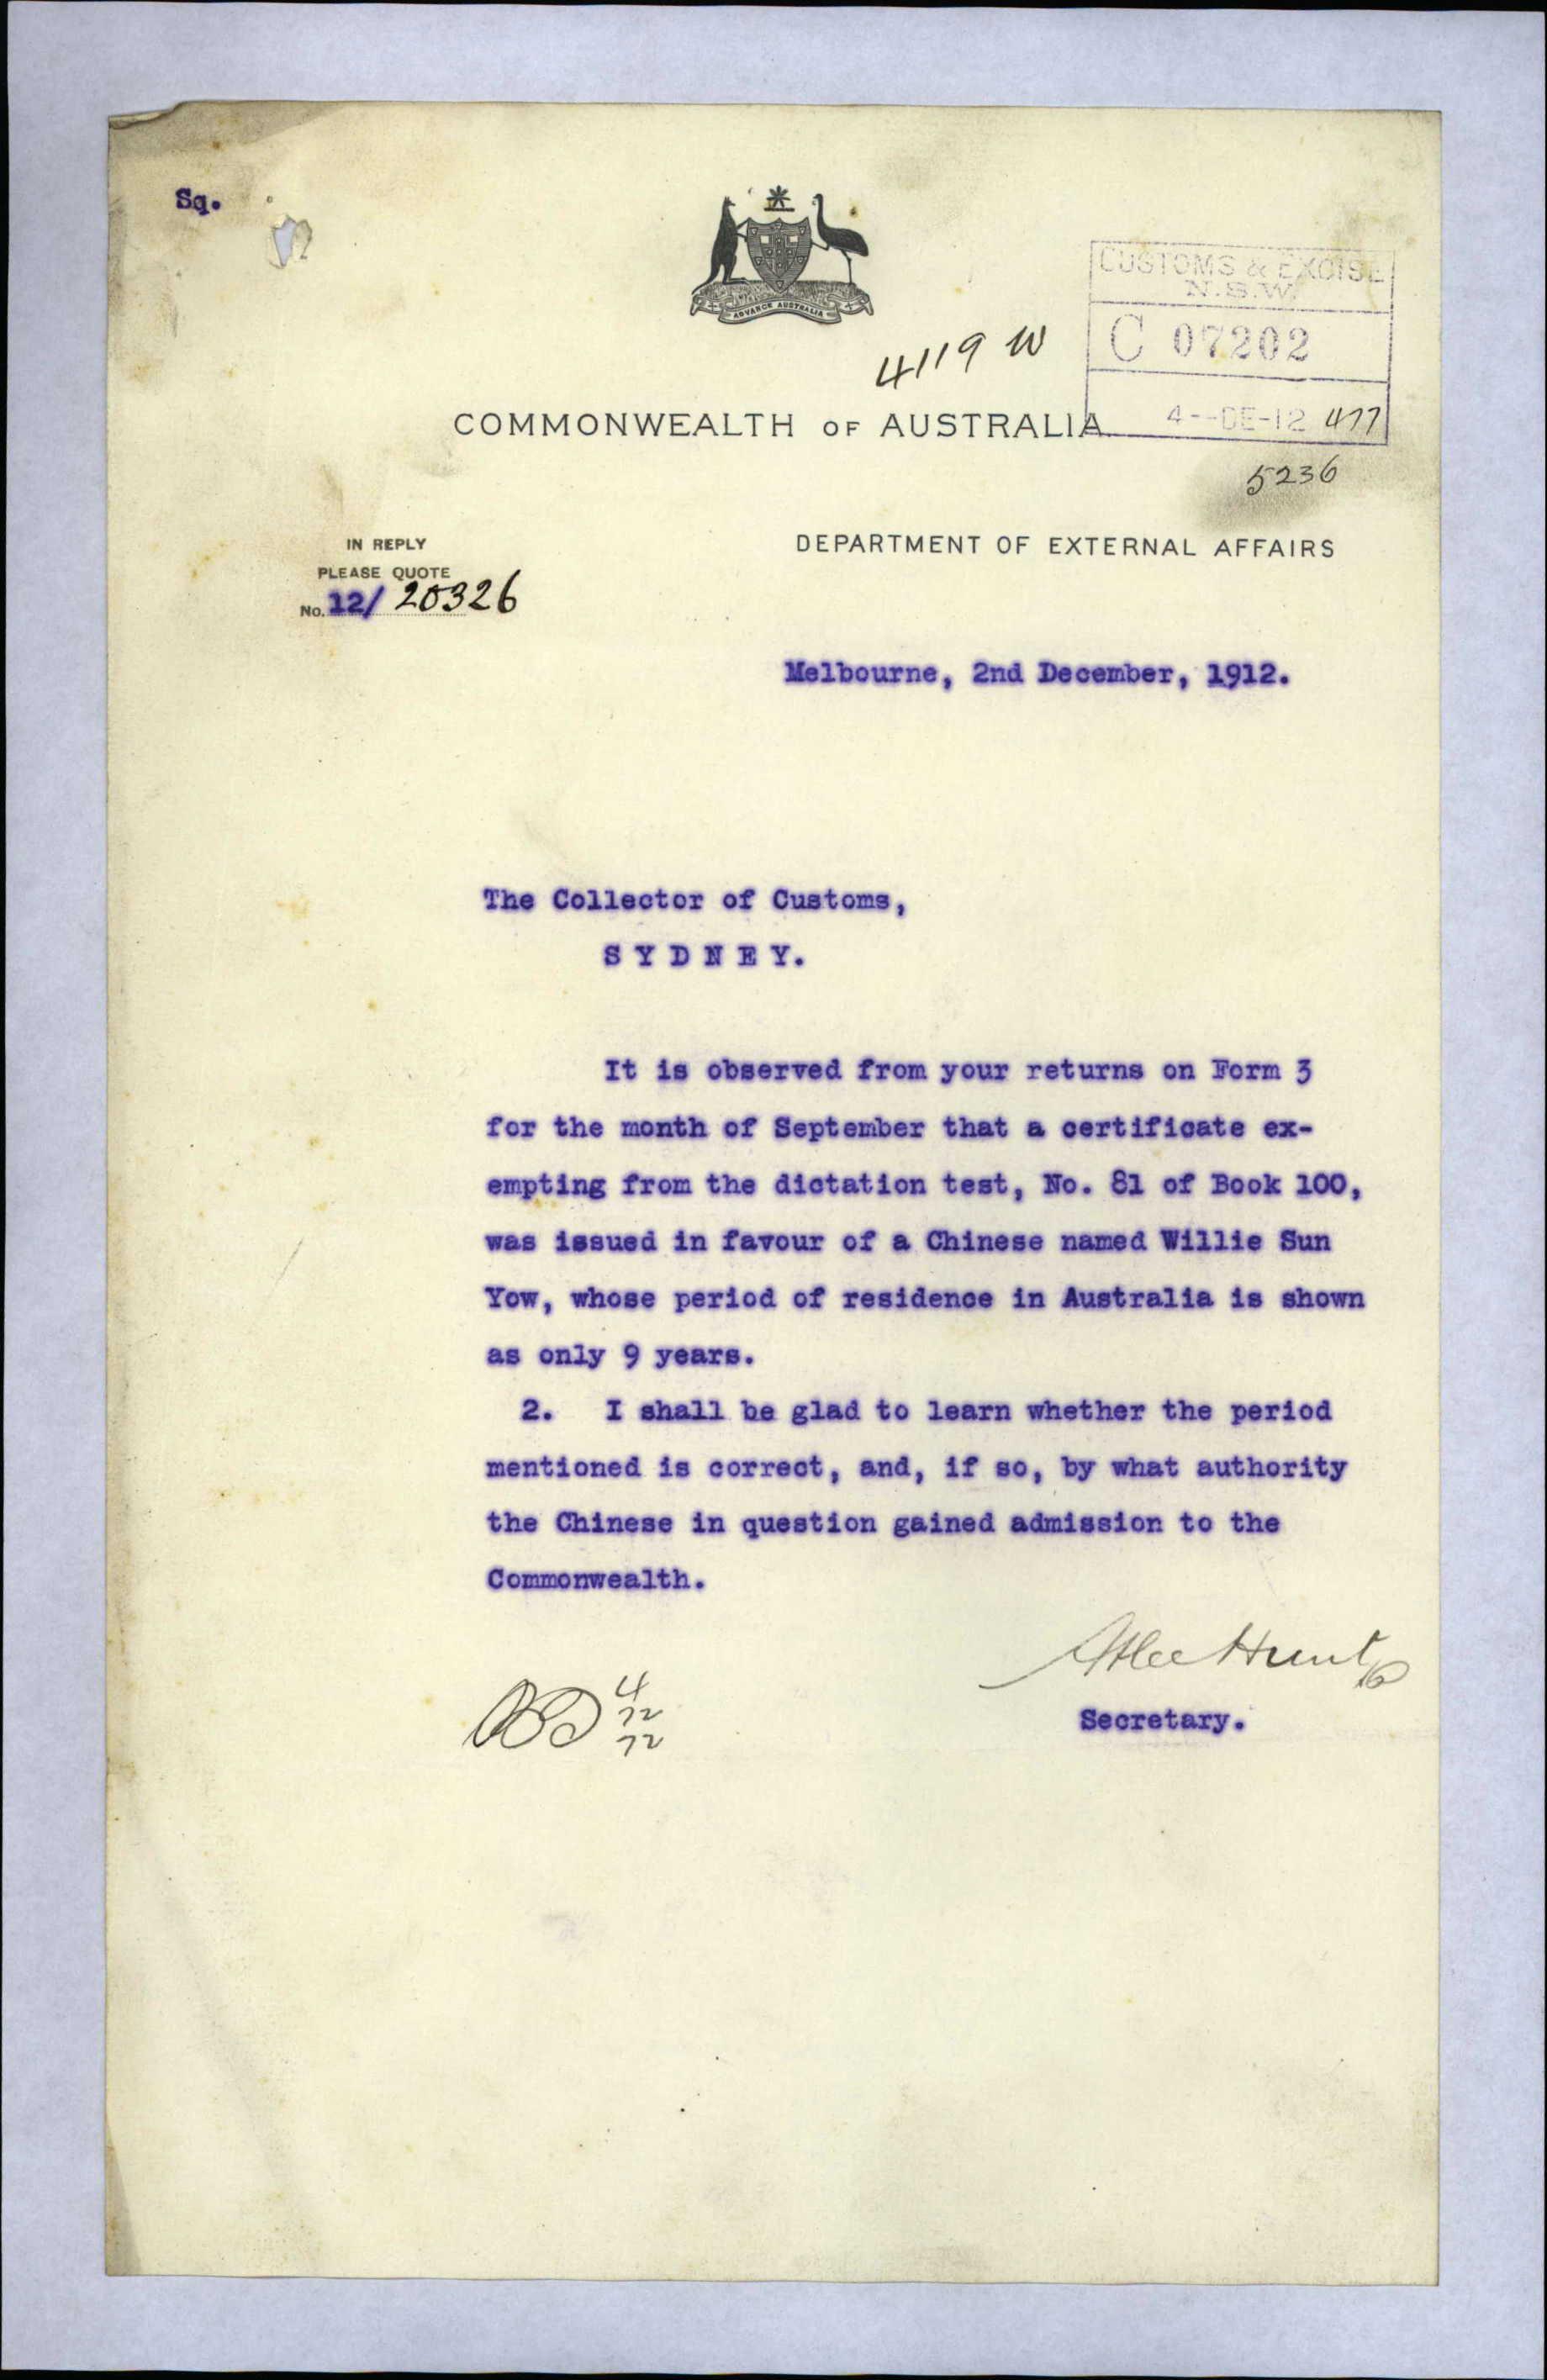 Sq.
ADVANCE AUSTRALIA
CUSTOMS & EXCISE
N.S.W.
C 07202
4--DE-12 477
4119 W
COMMONWEALTH OF AUSTRALIA
5236
IN REPLY
PLEASE QUOTE
No. 12/ 20326
DEPARTMENT OF EXTERNAL AFFAIRS
Melbourne, 2nd December, 1912.
The Collector of Customs,
SYDNEY.
It is observed from your returns on Form 3
for the month of September that a certificate ex-
empting from the dictation test, No. 81 of Book 100,
was issued in favour of a Chinese named Willie Sun
Yow, whose period of residence in Australia is shown
as only 9 years.
2. I shall be glad to learn whether the period
mentioned is correct, and, if so, by what authority
the Chinese in question gained admission to the
Commonwealth.
Atlee Hunt
Secretary.
4
12
12